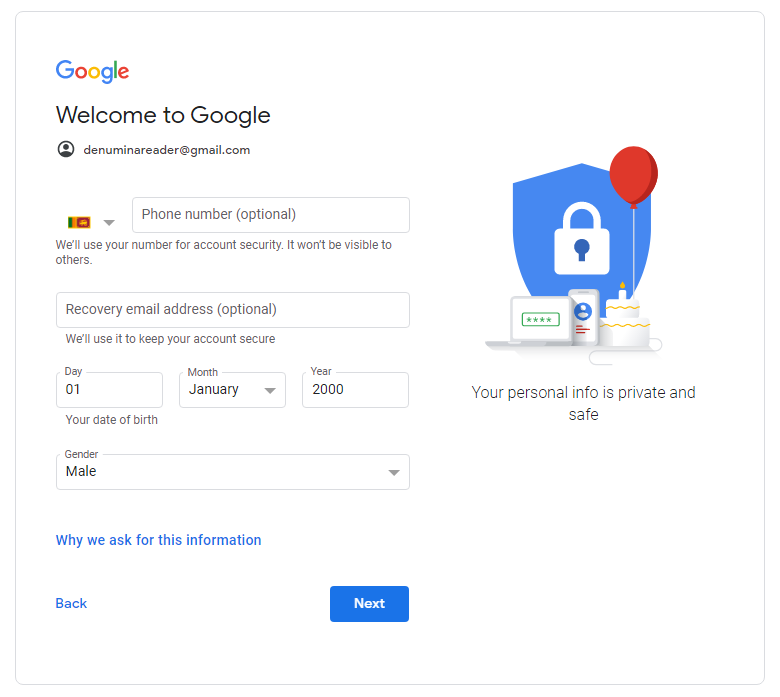 Google
Welcome to Google
denuminareader@gmail.com
Phone number (optional)
We'll use your number for account security. It won't be visible to
others.
Recovery email address (optional)
We'll use it to keep your account secure
Day
Month
Year
01
January
2000
Your date of birth
Gender
Male
Why we ask for this information
Back
Next
****
Your personal info is private and
safe